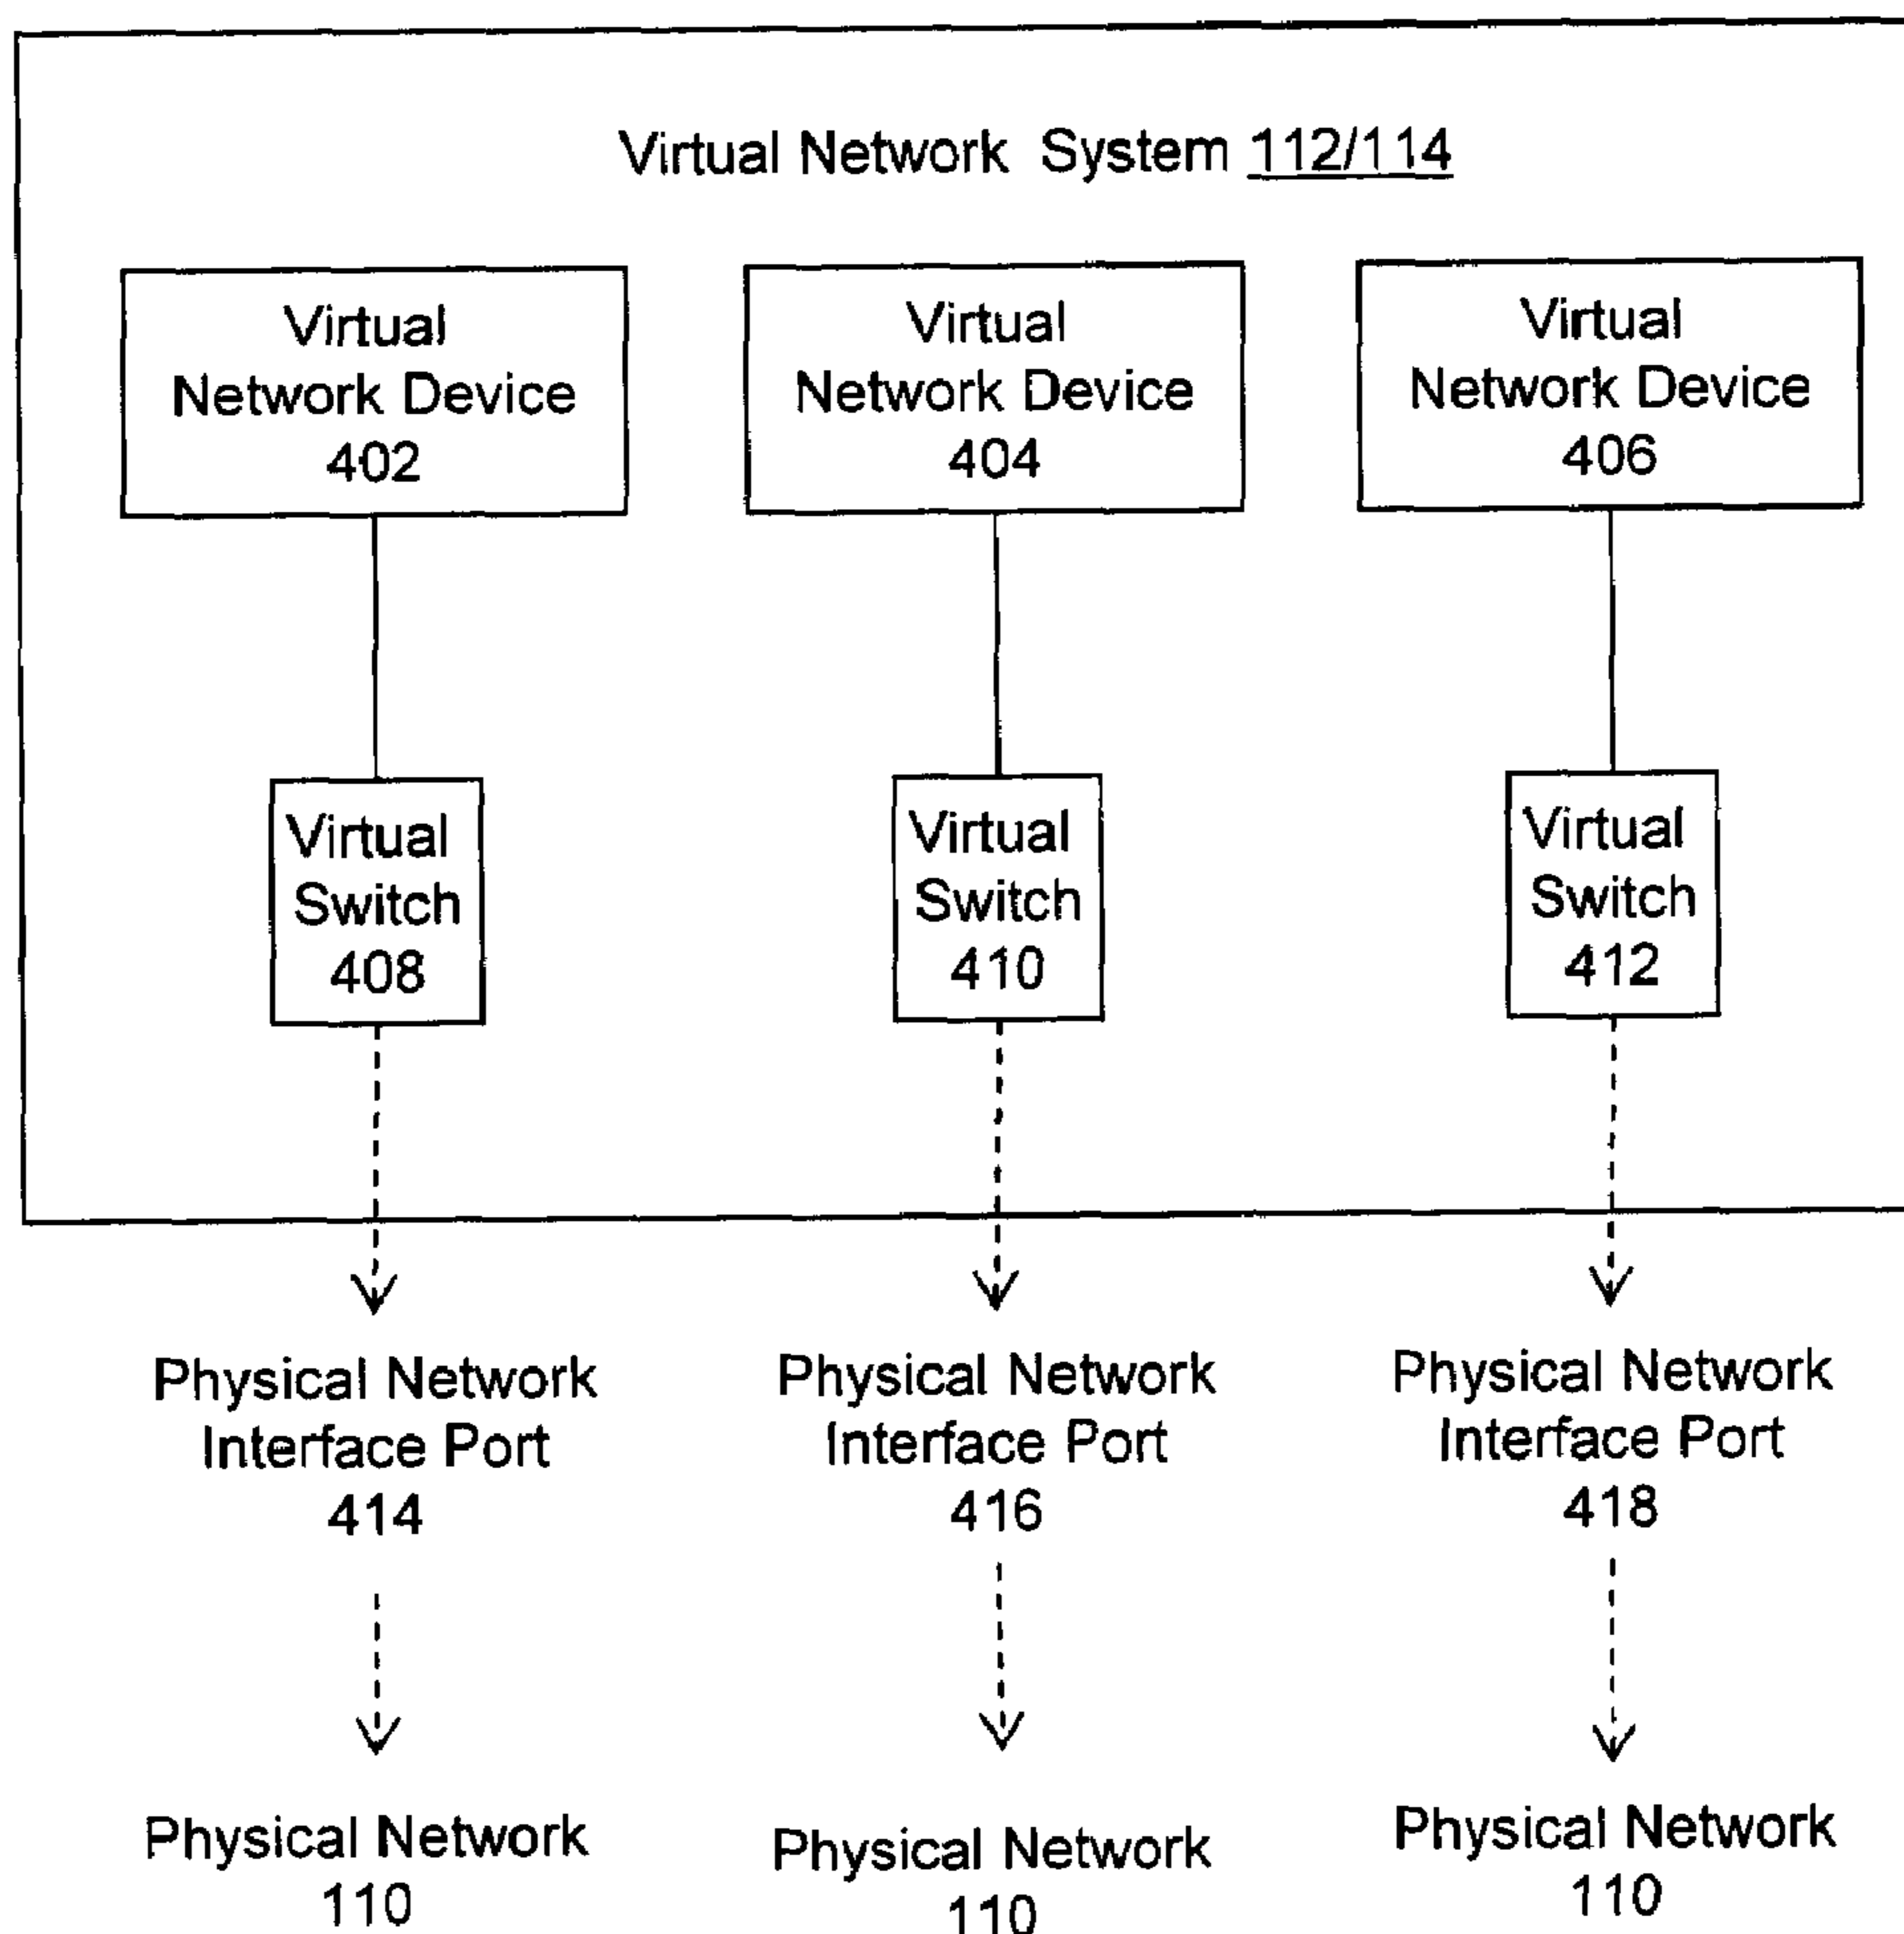 Virtual Network System 112/114
Virtual
Network Device
402
Virtual
Network Device
404
Virtual
Network Device
406
Virtual
Switch
408
Virtual
Switch
410
Virtual
Switch
412
Physical Network
Interface Port
414
Physical Network
Interface Port
416
Physical Network
Interface Port
418
Physical Network
110
Physical Network
110
Physical Network
110